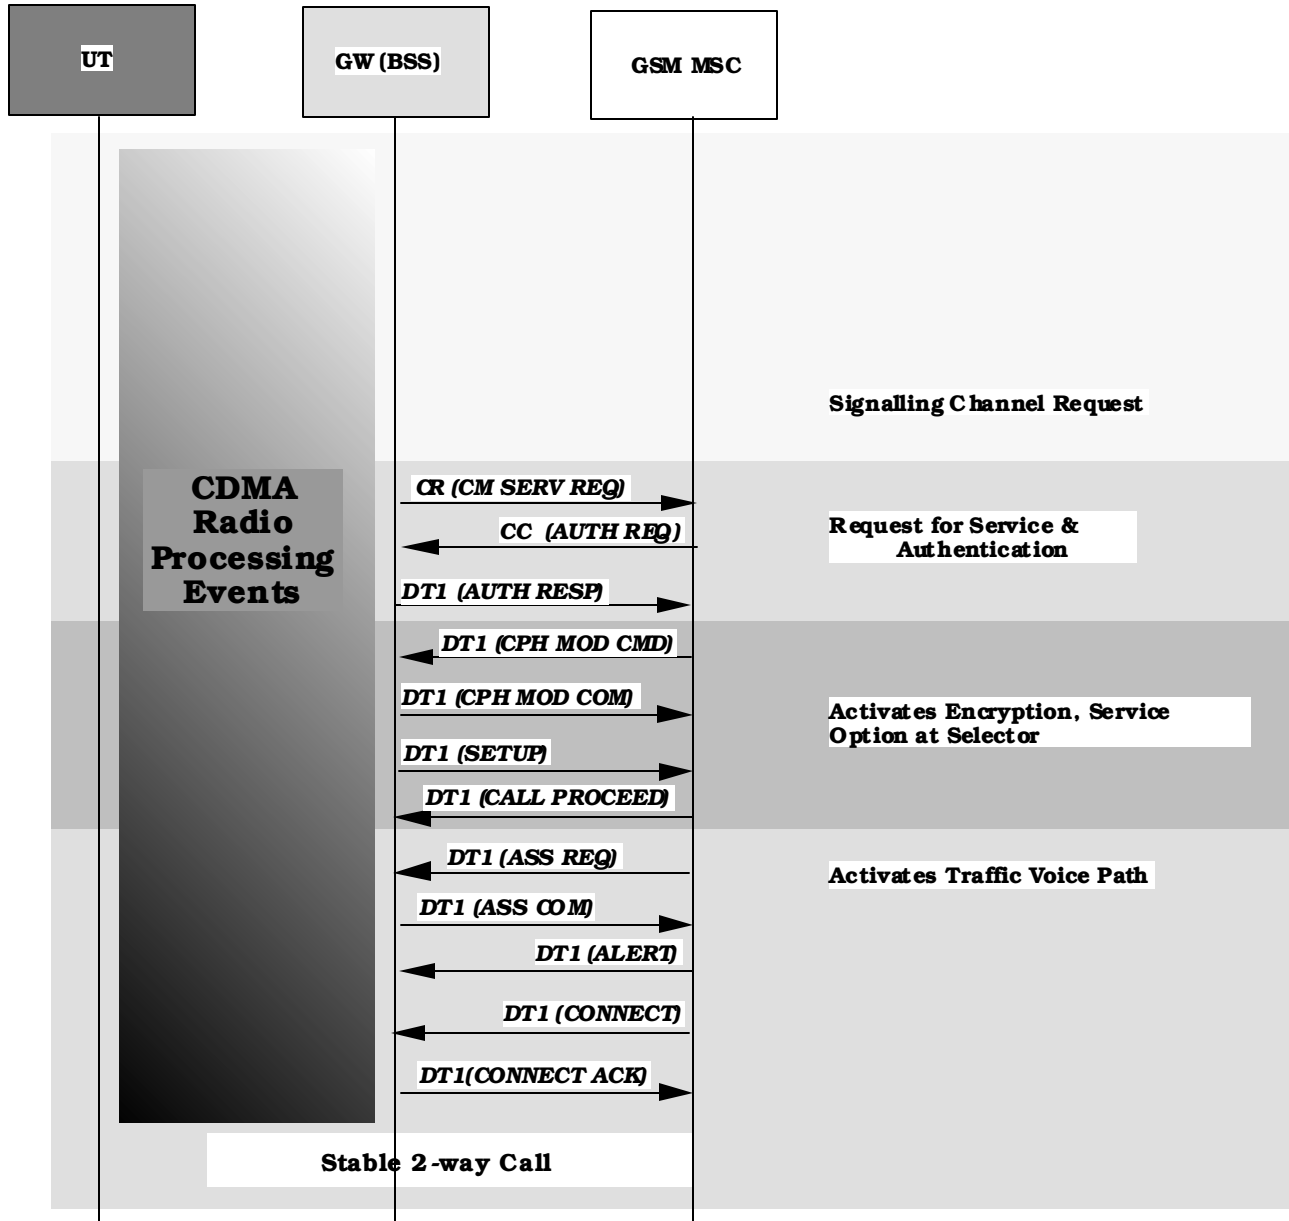 UT
GW (BSS)
GSM MSC
Signalling Channel Request
CDMA
Radio
Processing
Events
CR (CM SERV REQ)
CC (AUTH REQ)
Request for Service &
Authentication
DT1 (AUTH RESP)
DT1 (CPH MOD CMD)
DT1 (CPH MOD COM)
Activates Encryption, Service
Option at Selector
DT1 (SETUP)
DT1 (CALL PROCEED)
DT1 (ASS REQ)
Activates Traffic Voice Path
DT1 (ASS COM)
DT1 (ALERT)
DT1 (CONNECT)
DT1(CONNECT ACK)
Stable 2-way Call